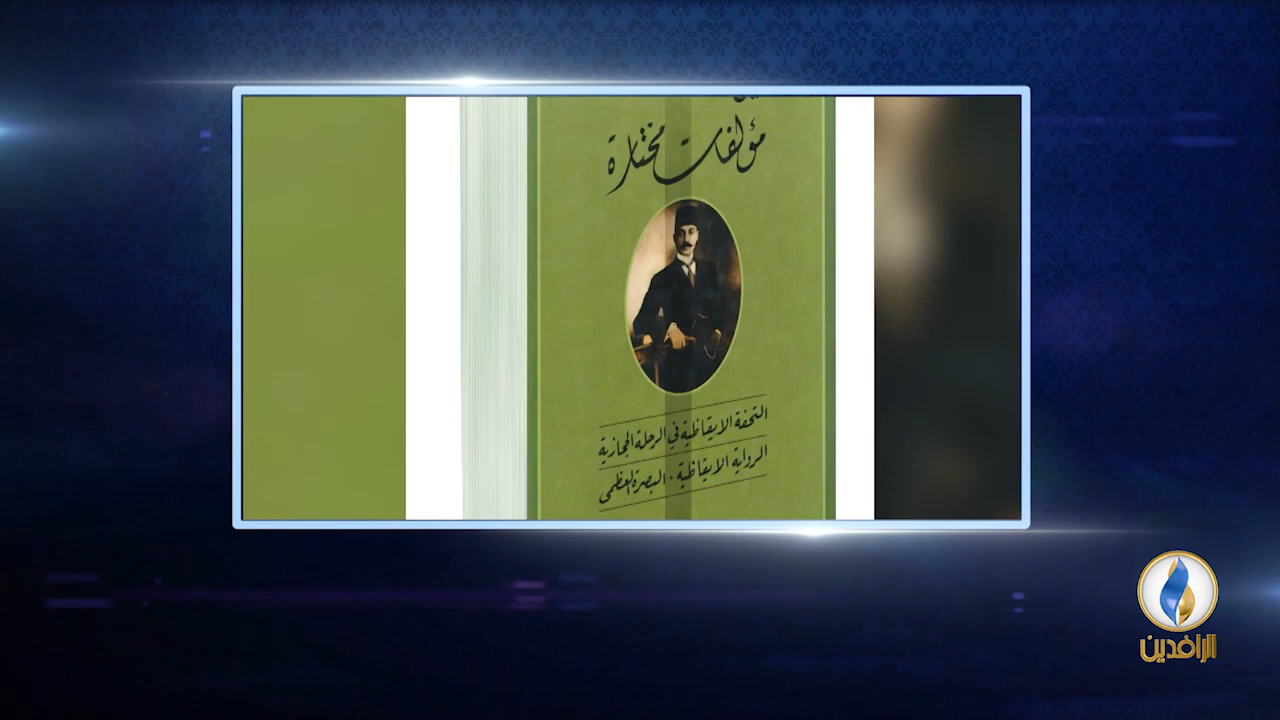 مؤلفات مختارة
التحفة الايقاظية في الرحلة الحجازية
الرواية الايقاظية . البصرة العظمى
الرافدين